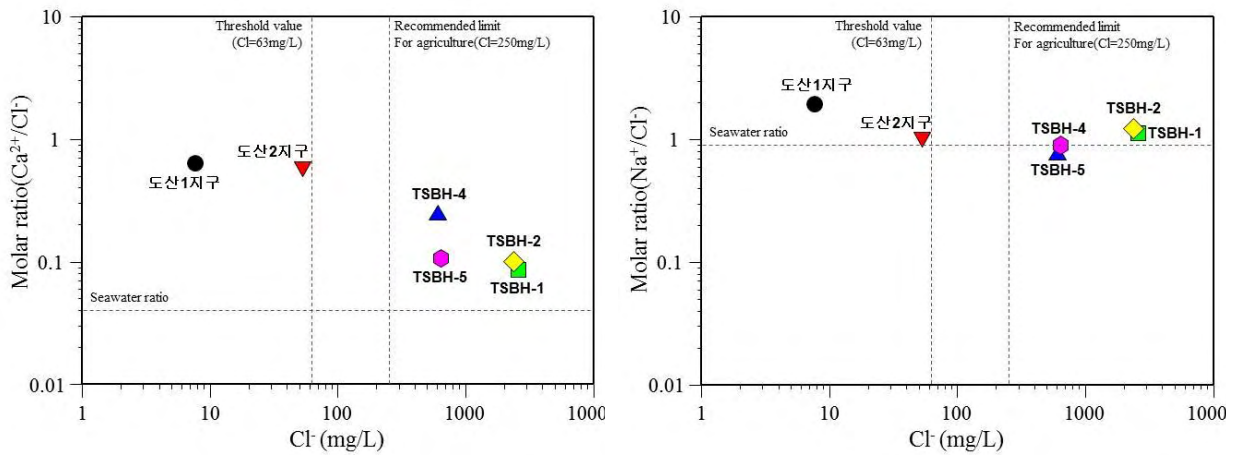 10
1
0.1
0.01
Molar ratio(Ca²⁺/Cl⁻)
Threshold value
(Cl=63mg/L)
Recommended limit
For agriculture(Cl=250mg/L)
도산1지구
도산2지구
TSBH-4
TSBH-5
TSBH-2
TSBH-1
Seawater ratio
1
10
100
1000
1000
Cl⁻ (mg/L)
10
1
0.1
0.01
Molar ratio(Na⁺/Cl⁻)
Threshold value
(Cl=63mg/L)
Recommended limit
For agriculture(Cl=250mg/L)
도산1지구
도산2지구
Seawater ratio
TSBH-4
TSBH-5
TSBH-2
TSBH-1
1
10
100
1000
1000
Cl⁻ (mg/L)